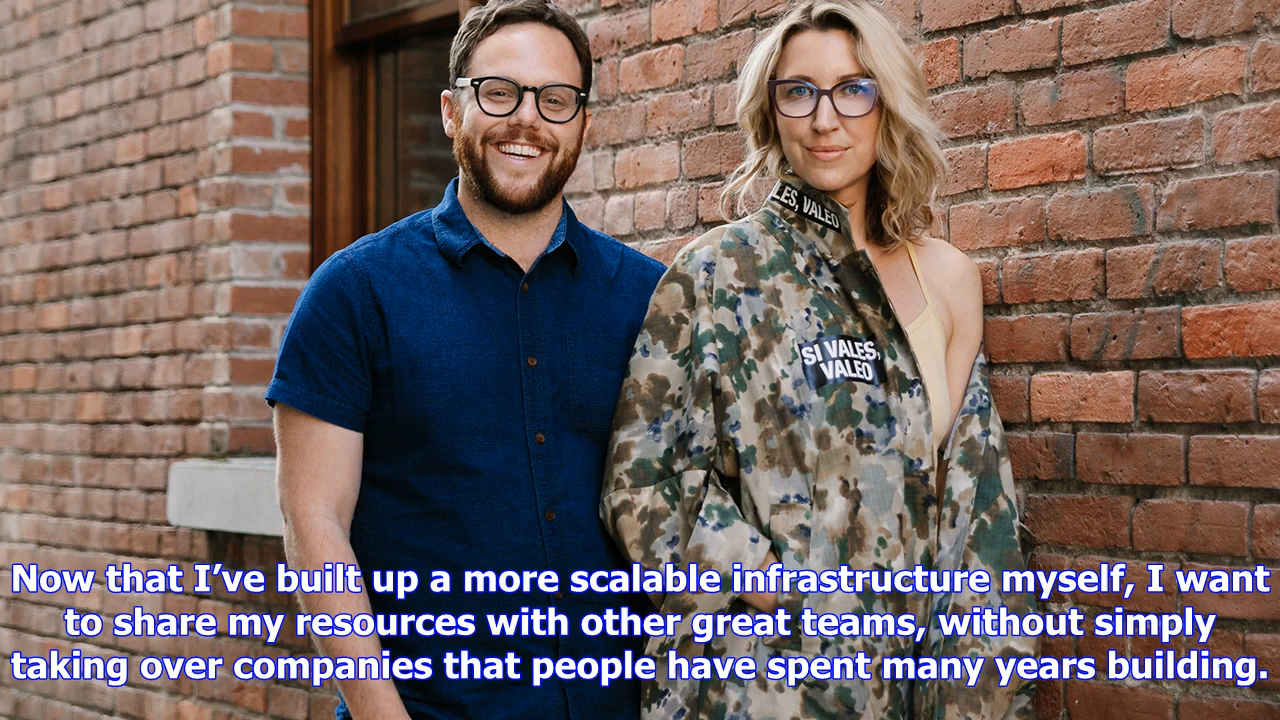 LES, VALEO
SI VALES,
VALEO
Now that I’ve built up a more scalable infrastructure myself, I want
to share my resources with other great teams, without simply
taking over companies that people have spent many years building.